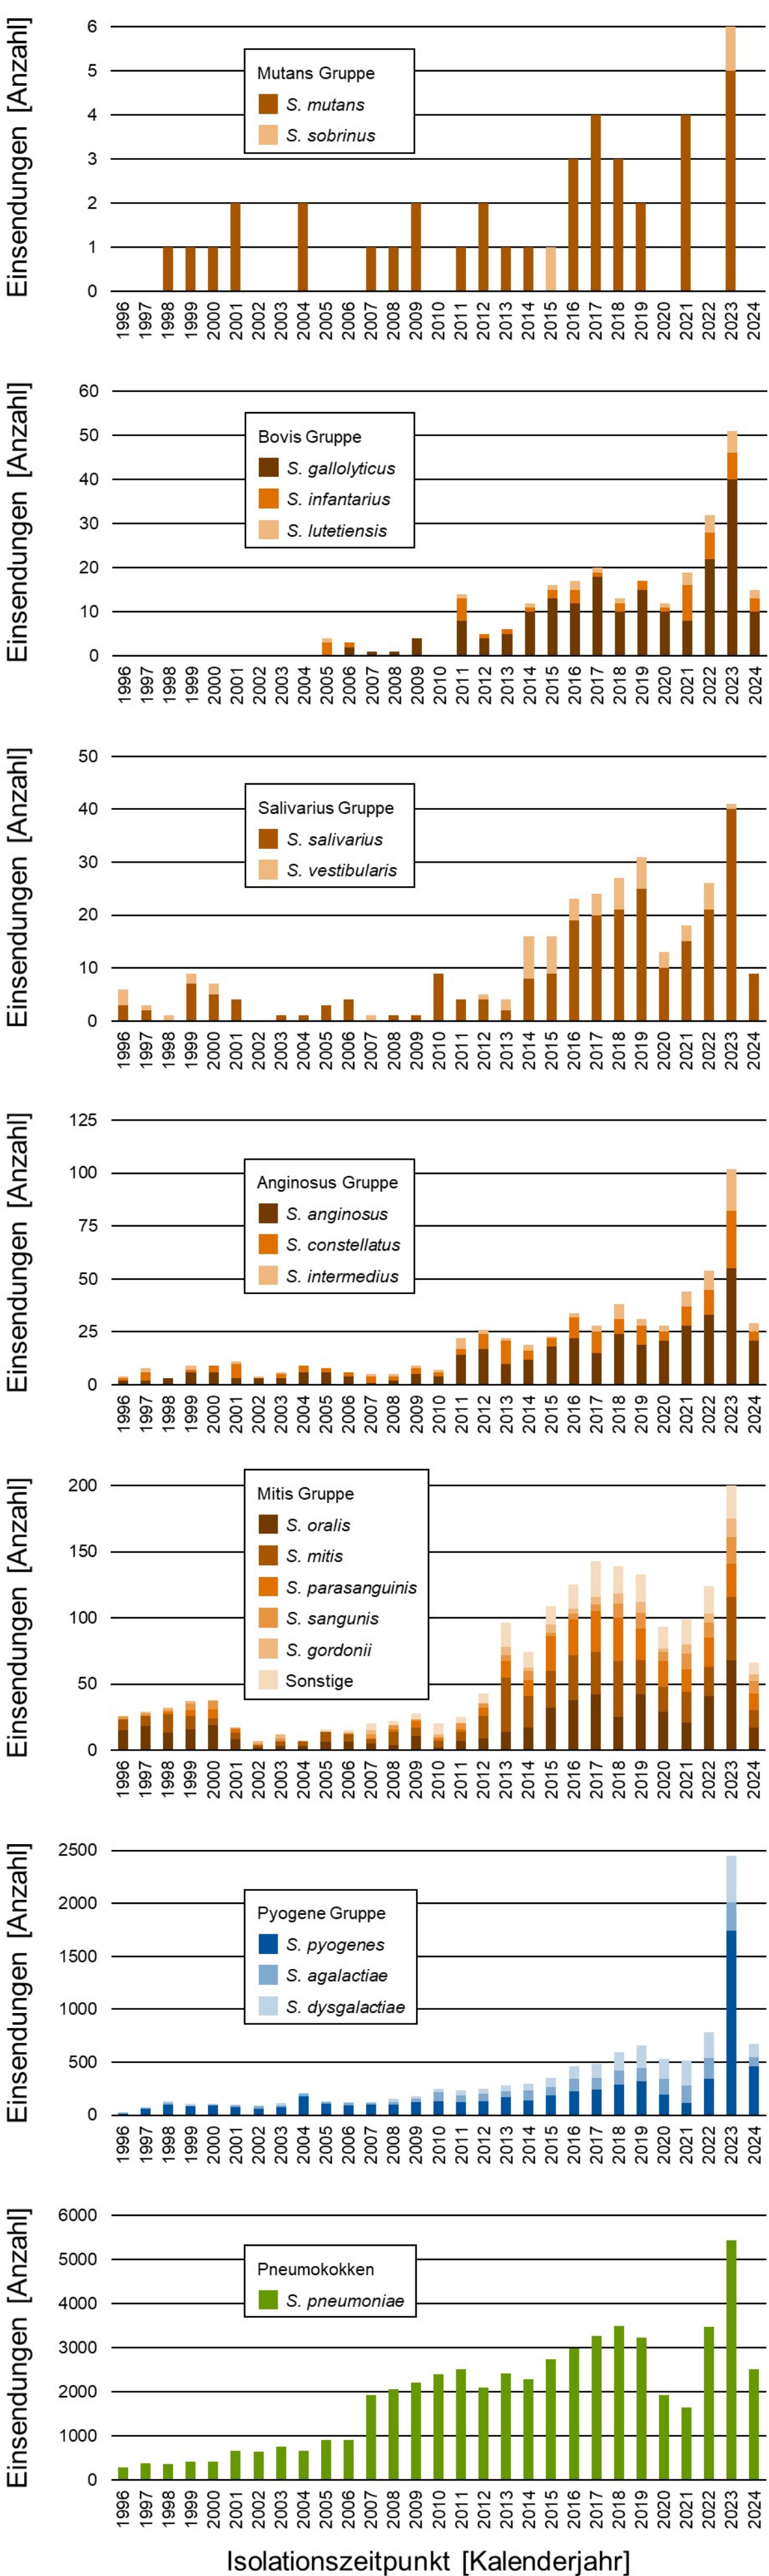 Einsendungen [Anzahl]
6
5
4
3
2
1
0
Mutans Gruppe
S. mutans
S. sobrinus
1996 1997 1998 1999 2000 2001 2002 2003 2004 2005 2006 2007 2008 2009 2010 2011 2012 2013 2014 2015 2016 2017 2018 2019 2020 2021 2022 2023 2024
Einsendungen [Anzahl]
60
50
40
30
20
10
0
Bovis Gruppe
S. gallolyticus
S. infantarius
S. lutetiensis
1996 1997 1998 1999 2000 2001 2002 2003 2004 2005 2006 2007 2008 2009 2010 2011 2012 2013 2014 2015 2016 2017 2018 2019 2020 2021 2022 2023 2024
Einsendungen [Anzahl]
50
40
30
20
10
0
Salivarius Gruppe
S. salivarius
S. vestibularis
1996 1997 1998 1999 2000 2001 2002 2003 2004 2005 2006 2007 2008 2009 2010 2011 2012 2013 2014 2015 2016 2017 2018 2019 2020 2021 2022 2023 2024
Einsendungen [Anzahl]
125
100
75
50
25
0
Anginosus Gruppe
S. anginosus
S. constellatus
S. intermedius
1996 1997 1998 1999 2000 2001 2002 2003 2004 2005 2006 2007 2008 2009 2010 2011 2012 2013 2014 2015 2016 2017 2018 2019 2020 2021 2022 2023 2024
Einsendungen [Anzahl]
200
150
100
50
0
Mitis Gruppe
S. oralis
S. mitis
S. parasanguinis
S. sangunis
S. gordonii
Sonstige
1996 1997 1998 1999 2000 2001 2002 2003 2004 2005 2006 2007 2008 2009 2010 2011 2012 2013 2014 2015 2016 2017 2018 2019 2020 2021 2022 2023 2024
Einsendungen [Anzahl]
2500
2000
1500
1000
500
0
Pyogene Gruppe
S. pyogenes
S. agalactiae
S. dysgalactiae
1996 1997 1998 1999 2000 2001 2002 2003 2004 2005 2006 2007 2008 2009 2010 2011 2012 2013 2014 2015 2016 2017 2018 2019 2020 2021 2022 2023 2024
Einsendungen [Anzahl]
6000
5000
4000
3000
2000
1000
0
Pneumokokken
S. pneumoniae
1996 1997 1998 1999 2000 2001 2002 2003 2004 2005 2006 2007 2008 2009 2010 2011 2012 2013 2014 2015 2016 2017 2018 2019 2020 2021 2022 2023 2024
Isolationszeitpunkt [Kalenderjahr]